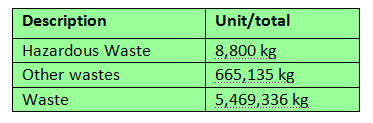 Description Unit/total
Hazardous Waste 8,800 kg
Other wastes 665,135 kg
Waste 5,469,336 kg